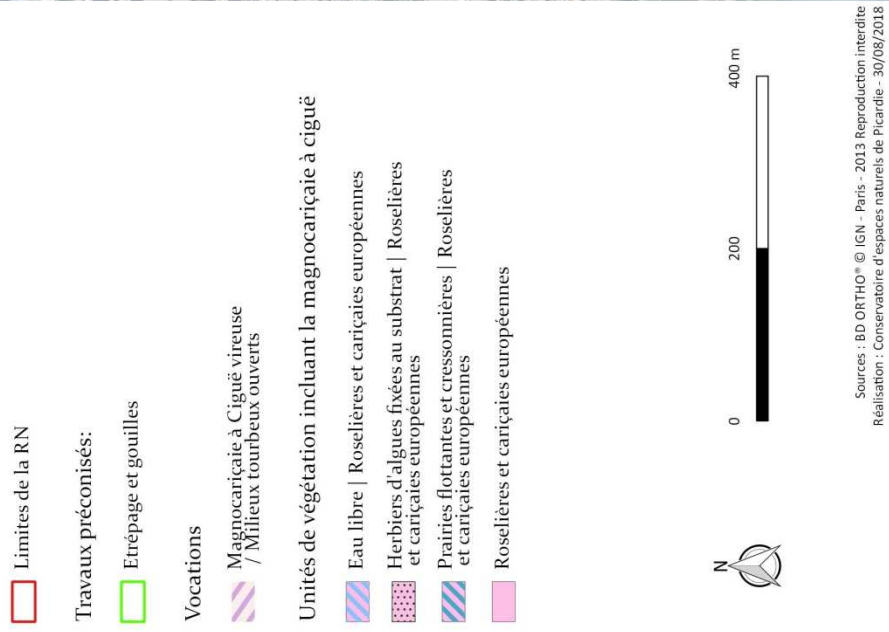 Limites de la RN
Travaux préconisés:
Etrépage et gouilles
Vocations
Magnocariçaie à Ciguë vireuse
/ Milieux tourbeux ouverts
Unités de végétation incluant la magnocariçaie à ciguë
Eau libre | Roselières et cariçaies européennes
Herbiers d'algues fixées au substrat | Roselières
et cariçaies européennes
Prairies flottantes et cressonnières | Roselières
et cariçaies européennes
Roselières et cariçaies européennes
N
0 200 400 m
Sources : BD ORTHO® © IGN - Paris - 2013 Reproduction interdite
Réalisation : Conservatoire d'espaces naturels de Picardie - 30/08/2018